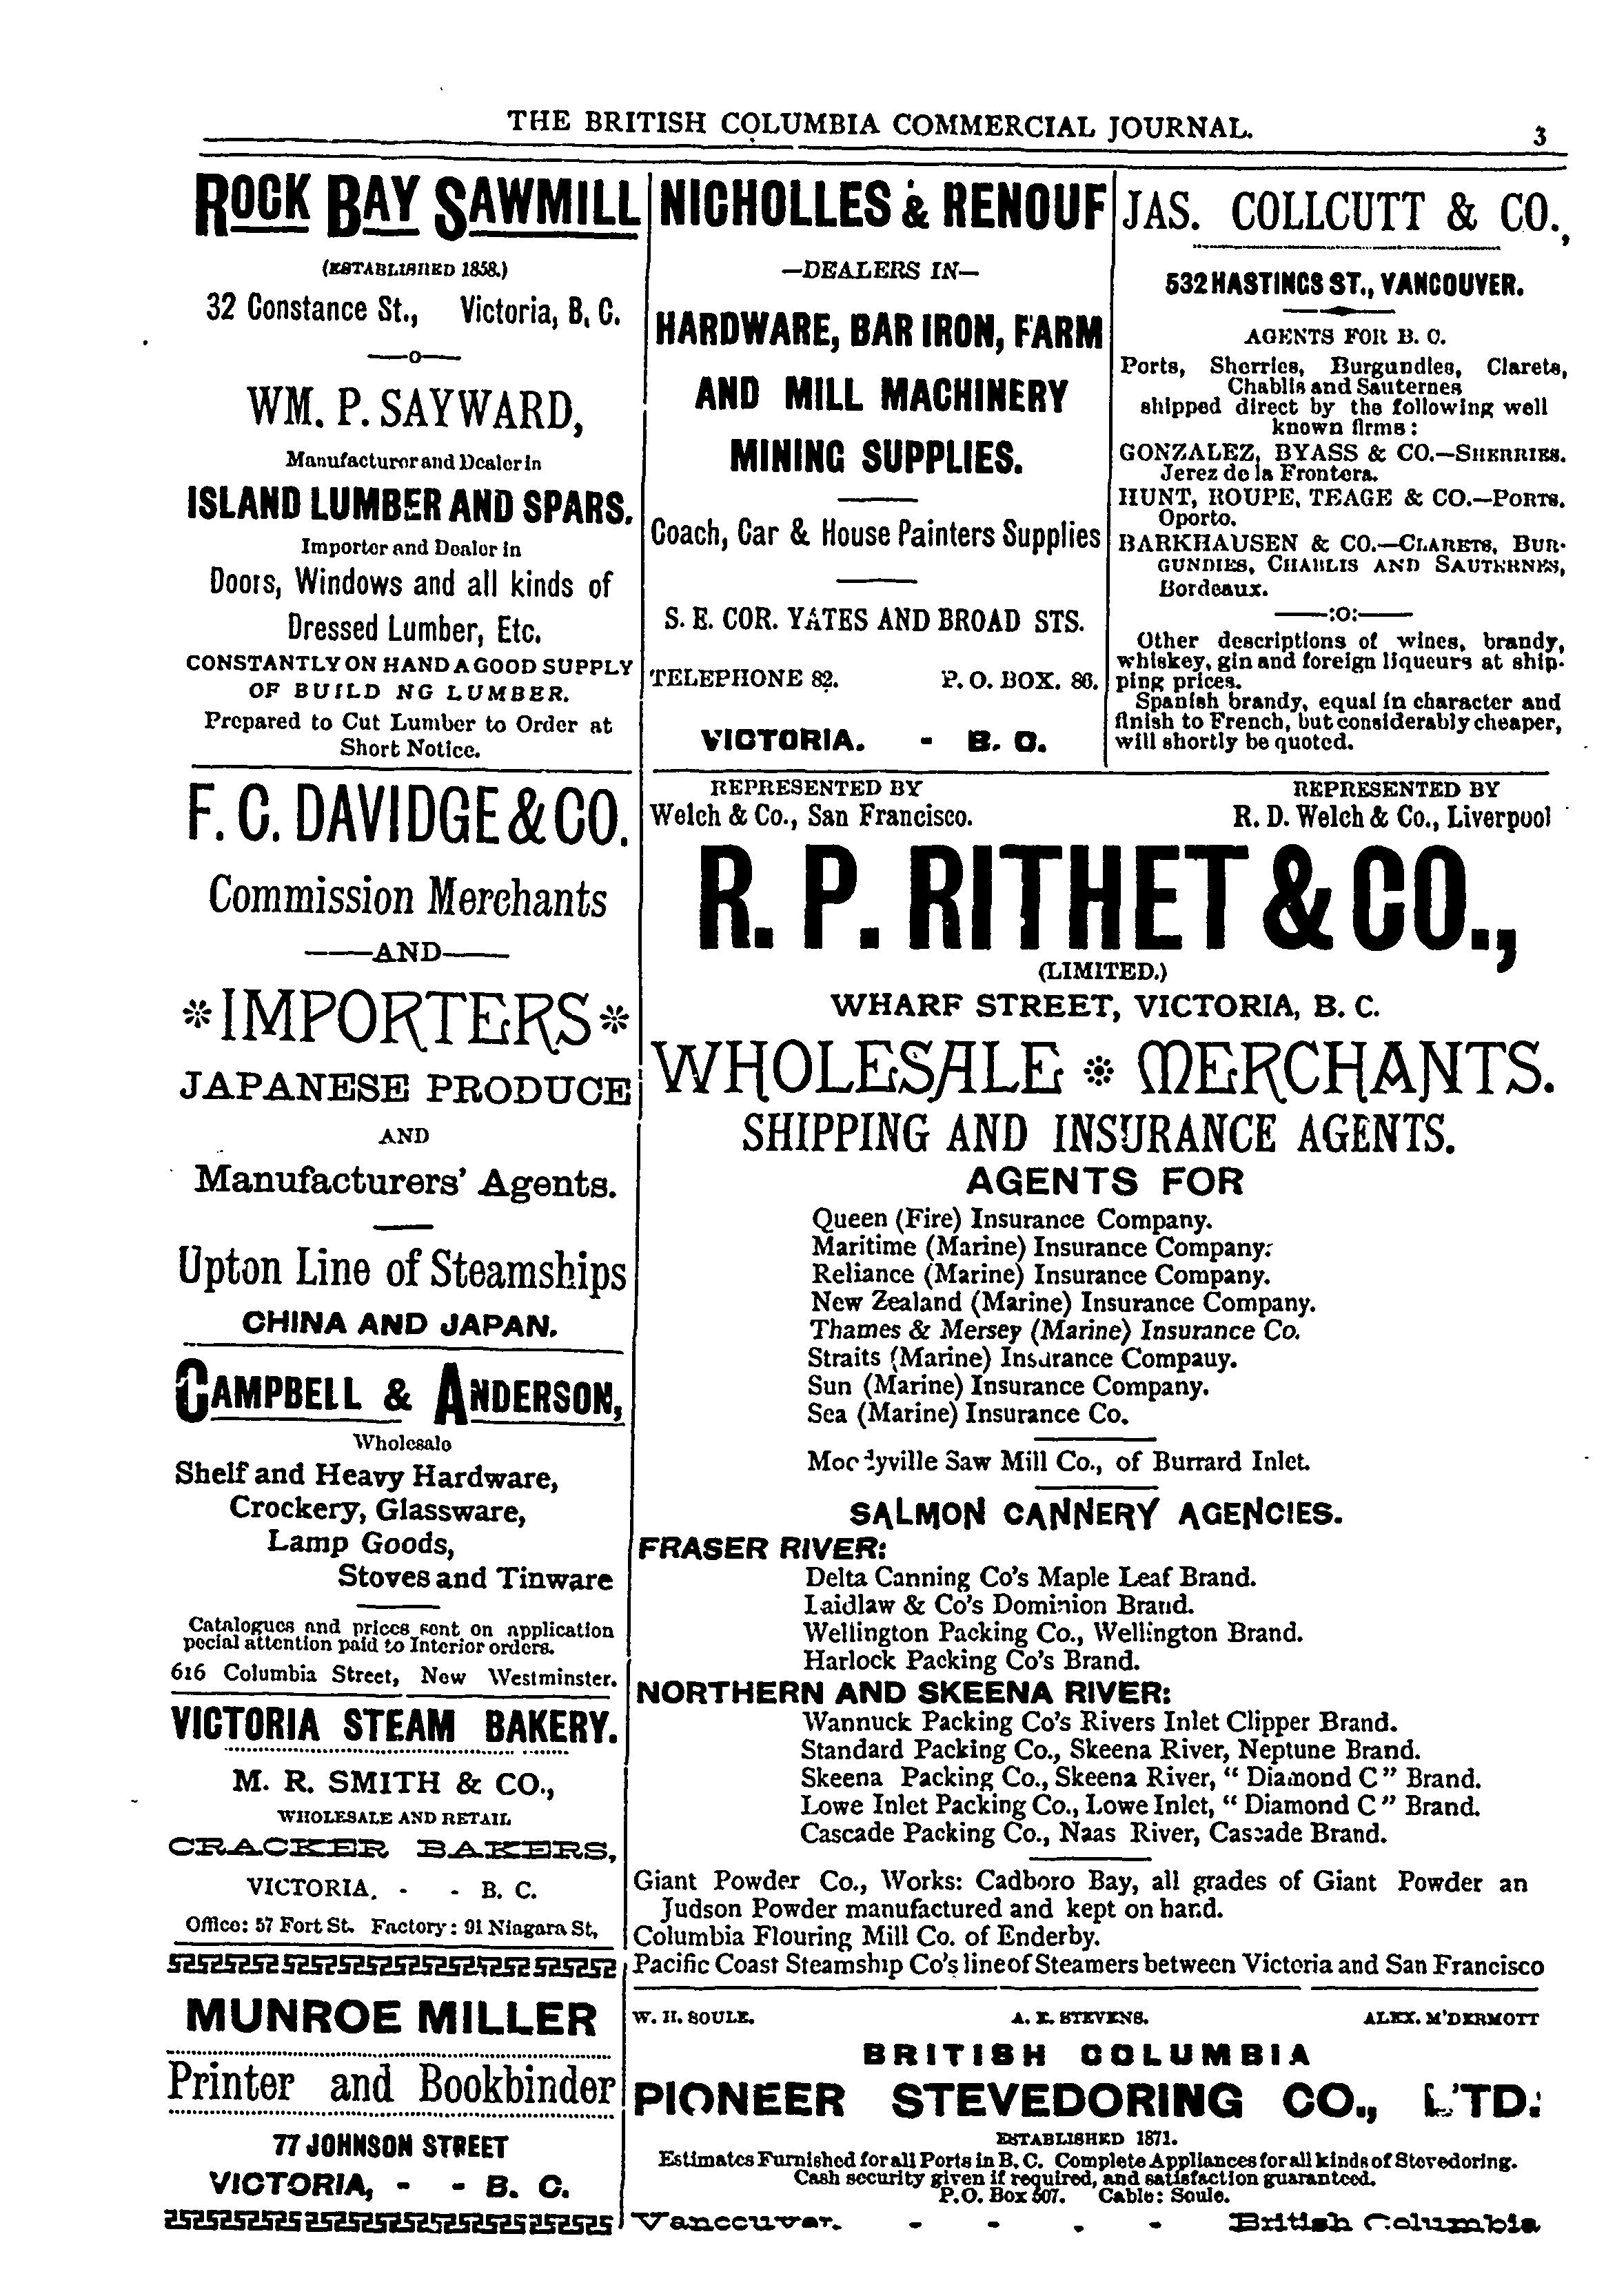 THE BRITISH COLUMBIA COMMERCIAL JOURNAL. 3
ROCK BAY SAWMILL
(ESTABLISHED 1858.)
32 Constance St., Victoria, B, C.
—o—
WM. P. SAYWARD,
Manufacturer and Dealer in
ISLAND LUMBER AND SPARS.
Importer and Dealer in
Doors, Windows and all kinds of
Dressed Lumber, Etc.
CONSTANTLY ON HAND A GOOD SUPPLY
OF BUILD NG LUMBER.
Prepared to Cut Lumber to Order at
Short Notice.
F. C. DAVIDGE & CO.
Commission Merchants
——AND——
*IMPORTERS*
JAPANESE PRODUCE
AND
Manufacturers' Agents.
Upton Line of Steamships
CHINA AND JAPAN.
CAMPBELL & ANDERSON,
Wholesale
Shelf and Heavy Hardware,
Crockery, Glassware,
Lamp Goods,
Stoves and Tinware
Catalogues and prices sent on application
pecial attention paid to Interior orders.
616 Columbia Street, New Westminster.
VICTORIA STEAM BAKERY.
M. R. SMITH & CO.,
WHOLESALE AND RETAIL
CRACKER BAKERS,
VICTORIA. - - B. C.
Office: 57 Fort St. Factory: 91 Niagara St,
MUNROE MILLER
Printer and Bookbinder
77 JOHNSON STREET
VICTORIA, - - B. C.
NICHOLLES & RENOUF
—DEALERS IN—
HARDWARE, BAR IRON, FARM
AND MILL MACHINERY
MINING SUPPLIES.
Coach, Car & House Painters Supplies
S. E. COR. YATES AND BROAD STS.
TELEPHONE 82. P. O. BOX. 86.
VICTORIA. - B. C.
JAS. COLLCUTT & CO.,
532 HASTINGS ST., VANCOUVER.
AGENTS FOR B. C.
Ports, Sherries, Burgundies, Clarets,
Chablis and Sauternes
shipped direct by the following well
known firms:
GONZALEZ, BYASS & CO.—SHERRIES.
Jerez de la Frontera.
HUNT, ROUPE, TEAGE & CO.—PORTS.
Oporto.
BARKHAUSEN & CO.—CLARETS, BUR-
GUNDIES, CHABLIS AND SAUTERNES,
Bordeaux.
——:O:——
Other descriptions of wines, brandy,
whiskey, gin and foreign liqueurs at ship-
ping prices.
Spanish brandy, equal in character and
finish to French, but considerably cheaper,
will shortly be quoted.
REPRESENTED BY REPRESENTED BY
Welch & Co., San Francisco. R. D. Welch & Co., Liverpool
R. P. RITHET & CO.,
(LIMITED.)
WHARF STREET, VICTORIA, B. C.
WHOLESALE * MERCHANTS.
SHIPPING AND INSURANCE AGENTS.
AGENTS FOR
Queen (Fire) Insurance Company.
Maritime (Marine) Insurance Company.
Reliance (Marine) Insurance Company.
New Zealand (Marine) Insurance Company.
Thames & Mersey (Marine) Insurance Co.
Straits (Marine) Insurance Compauy.
Sun (Marine) Insurance Company.
Sea (Marine) Insurance Co.
Moodyville Saw Mill Co., of Burrard Inlet.
SALMON CANNERY AGENCIES.
FRASER RIVER:
Delta Canning Co's Maple Leaf Brand.
Laidlaw & Co's Dominion Brand.
Wellington Packing Co., Wellington Brand.
Harlock Packing Co's Brand.
NORTHERN AND SKEENA RIVER:
Wannuck Packing Co's Rivers Inlet Clipper Brand.
Standard Packing Co., Skeena River, Neptune Brand.
Skeena Packing Co., Skeena River, " Diamond C " Brand.
Lowe Inlet Packing Co., Lowe Inlet, " Diamond C " Brand.
Cascade Packing Co., Naas River, Cascade Brand.
Giant Powder Co., Works: Cadboro Bay, all grades of Giant Powder an
Judson Powder manufactured and kept on hand.
Columbia Flouring Mill Co. of Enderby.
Pacific Coast Steamship Co's line of Steamers between Victoria and San Francisco
W. H. SOULE. A. E. STEVENS. ALEX. M'DERMOTT
BRITISH COLUMBIA
PIONEER STEVEDORING CO., L'TD.
ESTABLISHED 1871.
Estimates Furnished for all Ports in B. C. Complete Appliances for all kinds of Stevedoring.
Cash security given if required, and satisfaction guaranteed.
P.O. Box 507. Cable: Soule.
Vancouver. - - - - British Columbia